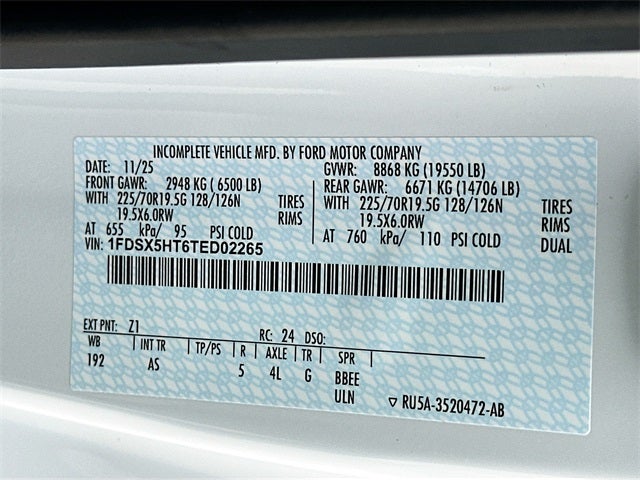 INCOMPLETE VEHICLE MFD. BY FORD MOTOR COMPANY
DATE: 11/25 GVWR: 8868 KG (19550 LB)
FRONT GAWR: 2948 KG ( 6500 LB) REAR GAWR: 6671 KG (14706 LB)
WITH 225/70R19.5G 128/126N TIRES WITH 225/70R19.5G 128/126N TIRES
19.5X6.0RW RIMS 19.5X6.0RW RIMS
AT 655 kPa/ 95 PSI COLD AT 760 kPa/ 110 PSI COLD DUAL
VIN: 1FDSX5HT6TED02265
EXT PNT: Z1 RC: 24 DSO:
WB INT TR TP/PS R AXLE TR SPR
192 AS 5 4L G BBEE
ULN ▽ RU5A-3520472-AB